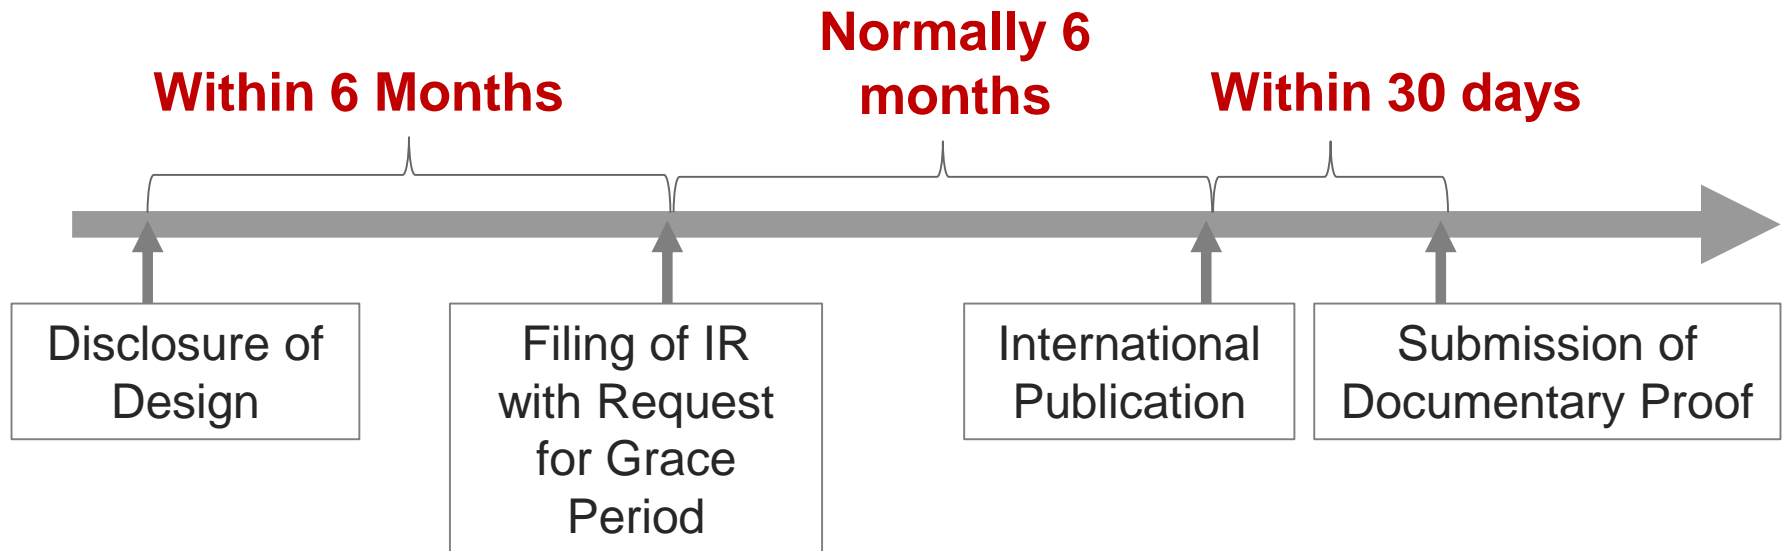 Within 6 Months
Normally 6
months
Within 30 days
Disclosure of
Design
Filing of IR
with Request
for Grace
Period
International
Publication
Submission of
Documentary Proof